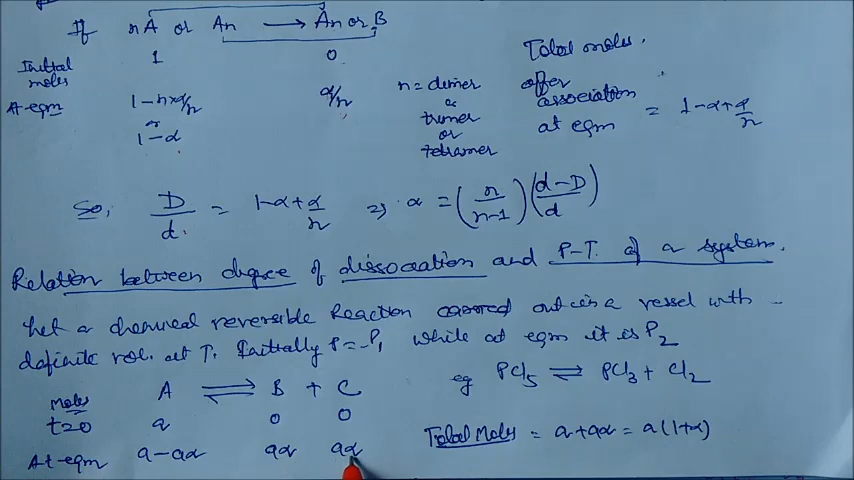 If nA or An ⟶ An or B
Initial moles 1 0
At eqm 1-n×α/n α/n
or
1-α
n = dimer
or
trimer
or
tetramer
Total moles
after
association
at eqm = 1-α+α/n
So, D/d = 1-α+α/n ⇒ α = (n/n-1)(d-D/d)
Relation between degree of dissociation and P-T. of a system.
Let a chemical reversible Reaction carried out in a vessel with
definite vol. at T. Initially P = P₁ while at eqm it is P₂
Moles A ⇌ B + C
eg PCl₅ ⇌ PCl₃ + Cl₂
t=0 a 0 0
Total Moles = a+aα = a(1+α)
At-eqm a-aα aα aα